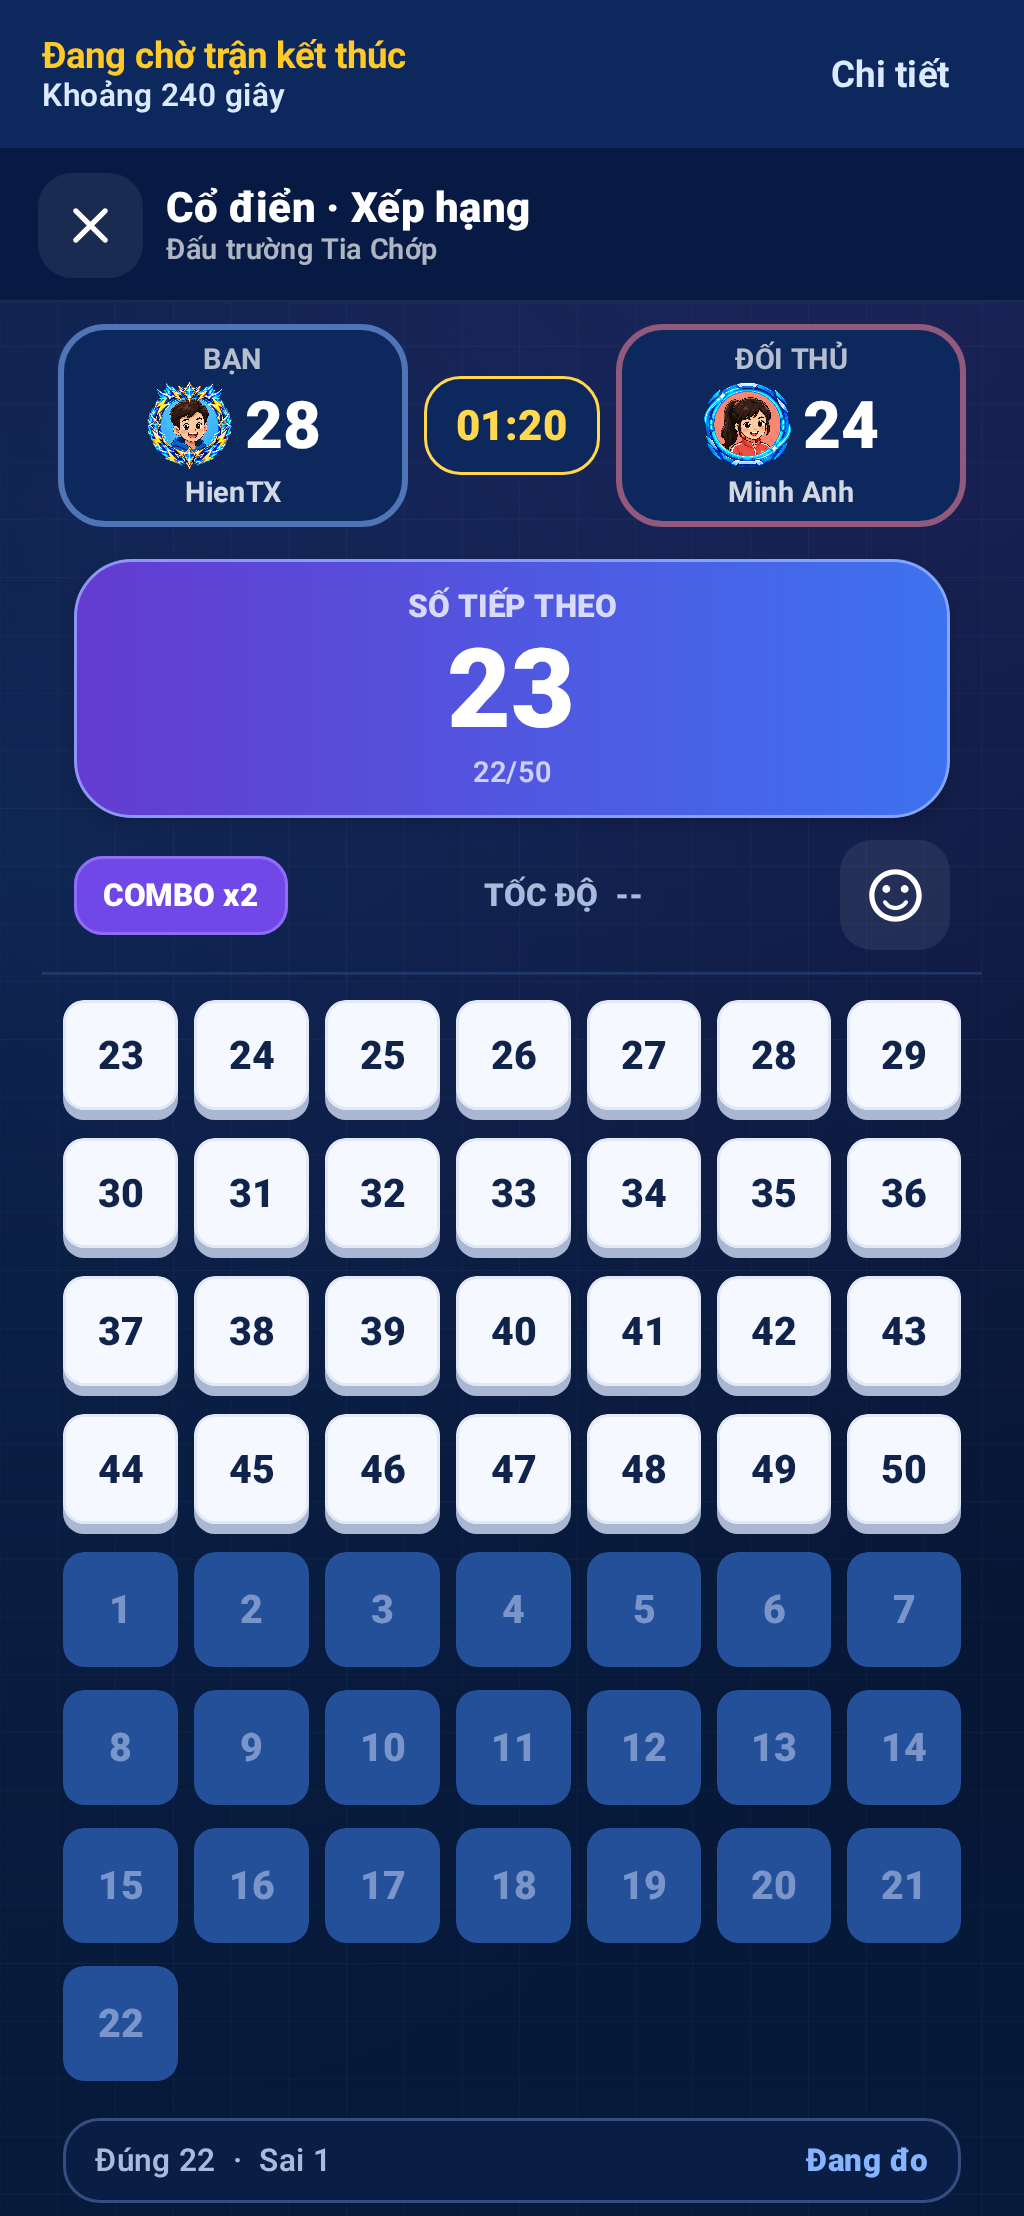 Đang chờ trận kết thúc
Khoảng 240 giây
Chi tiết
Cổ điển · Xếp hạng
Đấu trường Tia Chớp
BẠN
28
HienTX
01:20
ĐỐI THỦ
24
Minh Anh
SỐ TIẾP THEO
23
22/50
COMBO x2
TỐC ĐỘ --
23 24 25 26 27 28 29
30 31 32 33 34 35 36
37 38 39 40 41 42 43
44 45 46 47 48 49 50
1 2 3 4 5 6 7
8 9 10 11 12 13 14
15 16 17 18 19 20 21
22
Đúng 22 · Sai 1
Đang đo